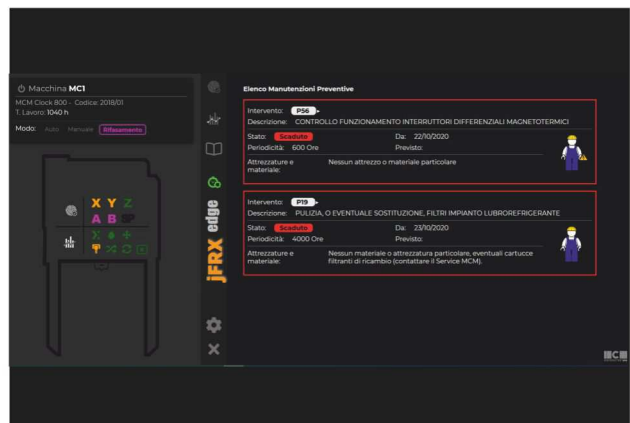 Macchina MC1
MCM Clock 800 - Codice: 2018/01
T. Lavoro: 1040 h
Modo: Auto Manuale Rifasamento
X Y Z
A B
jFRX edge
Elenco Manutenzioni Preventive
Intervento: P56
Descrizione: CONTROLLO FUNZIONAMENTO INTERRUTTORI DIFFERENZIALI MAGNETOTERMICI
Stato: Scaduto Da: 22/10/2020
Periodicità: 600 Ore Previsto:
Attrezzature e Nessun attrezzo o materiale particolare
materiale:
Intervento: P19
Descrizione: PULIZIA, O EVENTUALE SOSTITUZIONE, FILTRI IMPIANTO LUBROREFRIGERANTE
Stato: Scaduto Da: 23/10/2020
Periodicità: 4000 Ore Previsto:
Attrezzature e Nessun materiale o attrezzatura particolare, eventuali cartucce
materiale: filtranti di ricambio (contattare il Service MCM).
MCM